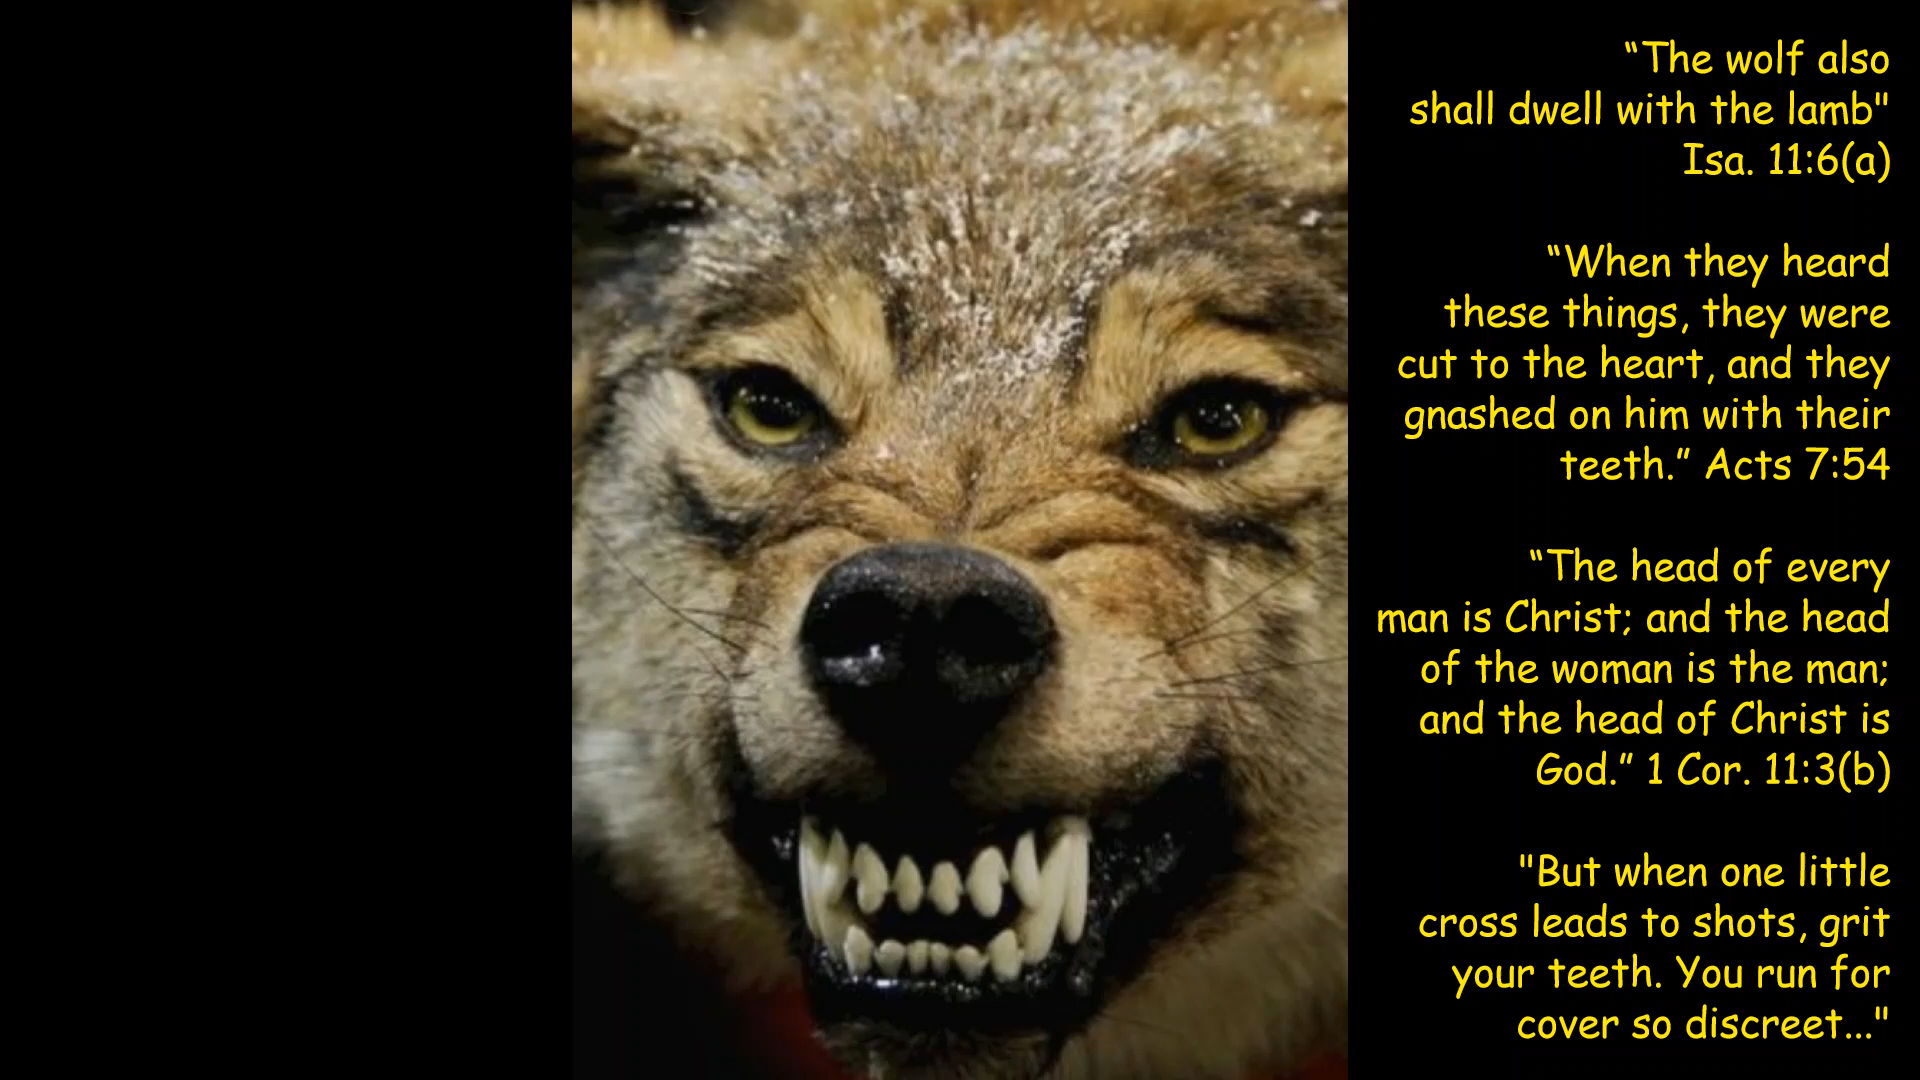 “The wolf also
shall dwell with the lamb"
Isa. 11:6(a)
“When they heard
these things, they were
cut to the heart, and they
gnashed on him with their
teeth.” Acts 7:54
“The head of every
man is Christ; and the head
of the woman is the man;
and the head of Christ is
God.” 1 Cor. 11:3(b)
"But when one little
cross leads to shots, grit
your teeth. You run for
cover so discreet..."